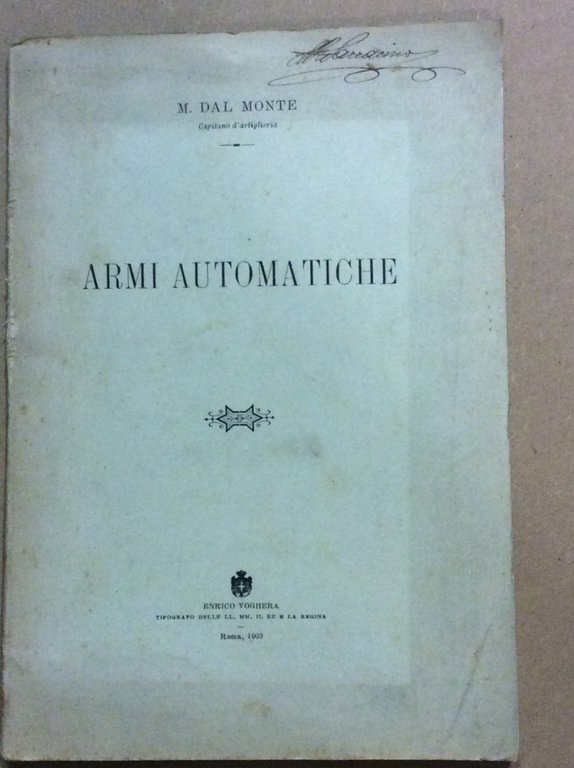 M. DAL MONTE
Capitano d'artiglieria
ARMI AUTOMATICHE
ENRICO VOGHERA
TIPOGRAFO DELLE LL. MM. IL RE E LA REGINA
Roma, 1903